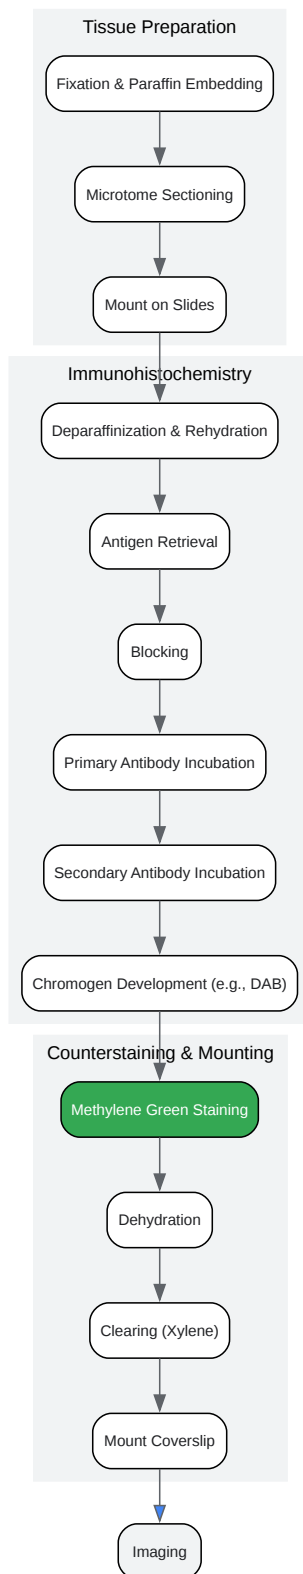 Tissue Preparation
Fixation & Paraffin Embedding
Microtome Sectioning
Mount on Slides
Immunohistochemistry
Deparaffinization & Rehydration
Antigen Retrieval
Blocking
Primary Antibody Incubation
Secondary Antibody Incubation
Chromogen Development (e.g., DAB)
Counterstaining & Mounting
Methylene Green Staining
Dehydration
Clearing (Xylene)
Mount Coverslip
Imaging